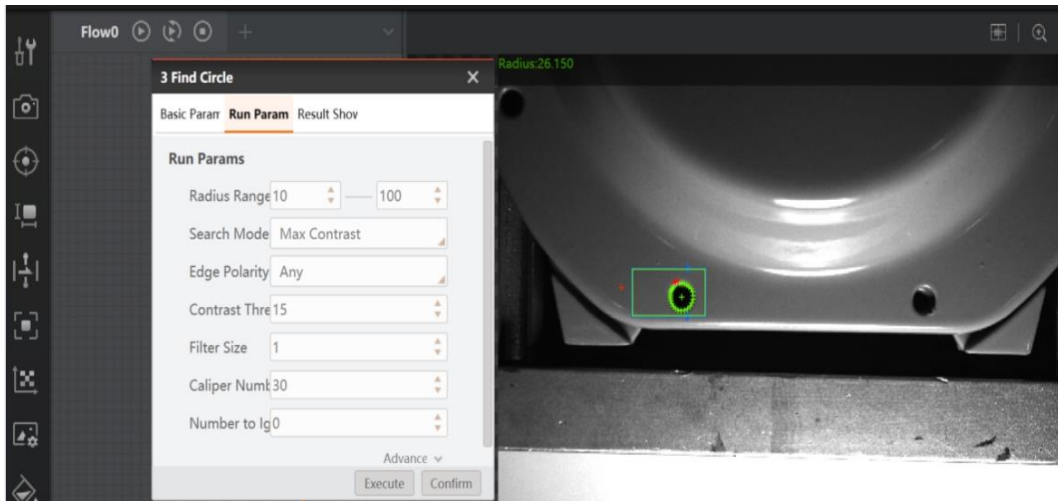 Flow0
3 Find Circle
Basic Param Run Param Result Show
Run Params
Radius Range 10 100
Search Mode Max Contrast
Edge Polarity Any
Contrast Thre 15
Filter Size 1
Caliper Numb 30
Number to Ig 0
Advance
Execute Confirm
Radius:26.150